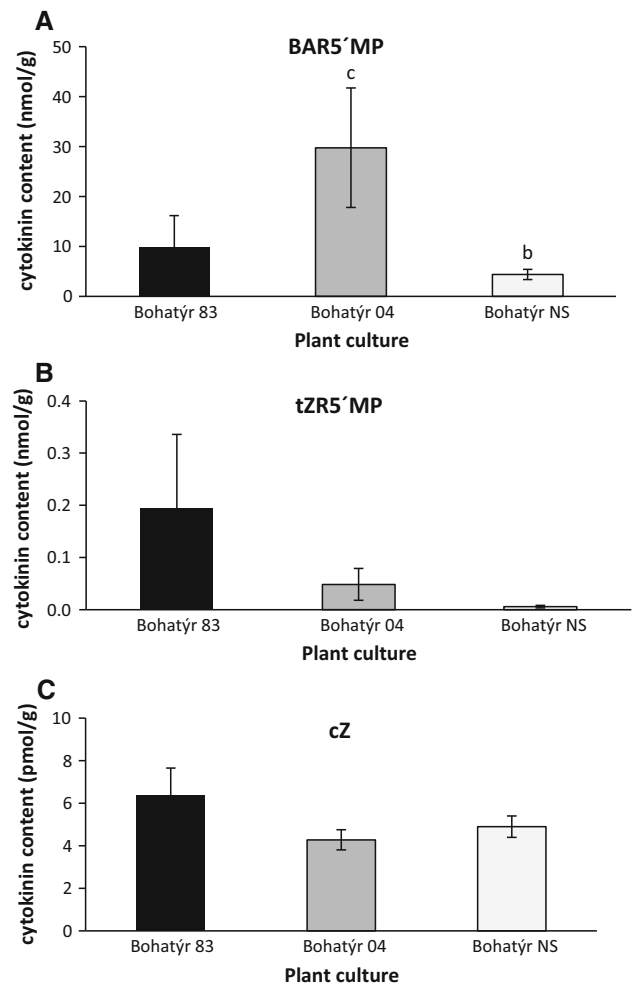 A
BAR5´MP
cytokinin content (nmol/g)
50
40
30
20
10
0
c
b
Bohatýr 83 Bohatýr 04 Bohatýr NS
Plant culture
B
tZR5´MP
cytokinin content (nmol/g)
0.4
0.3
0.2
0.1
0.0
Bohatýr 83 Bohatýr 04 Bohatýr NS
Plant culture
C
cZ
cytokinin content (pmol/g)
10
8
6
4
2
0
Bohatýr 83 Bohatýr 04 Bohatýr NS
Plant culture